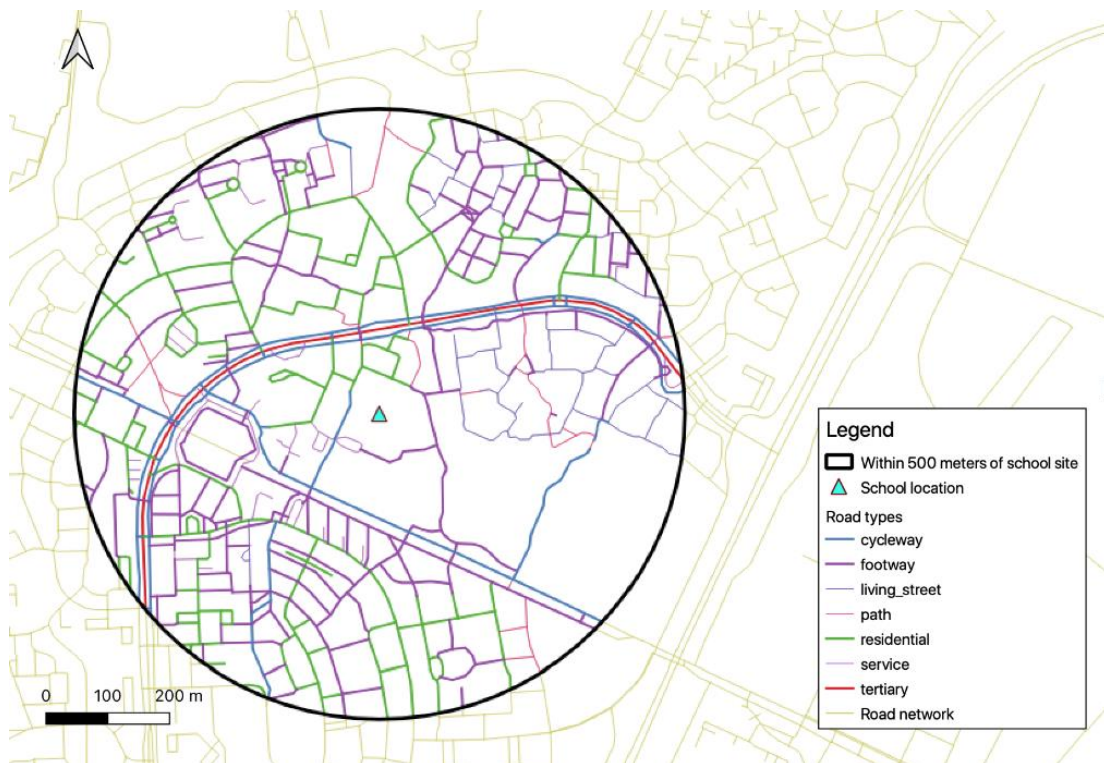 Legend
Within 500 meters of school site
School location
Road types
cycleway
footway
living_street
path
residential
service
tertiary
Road network
0 100 200 m